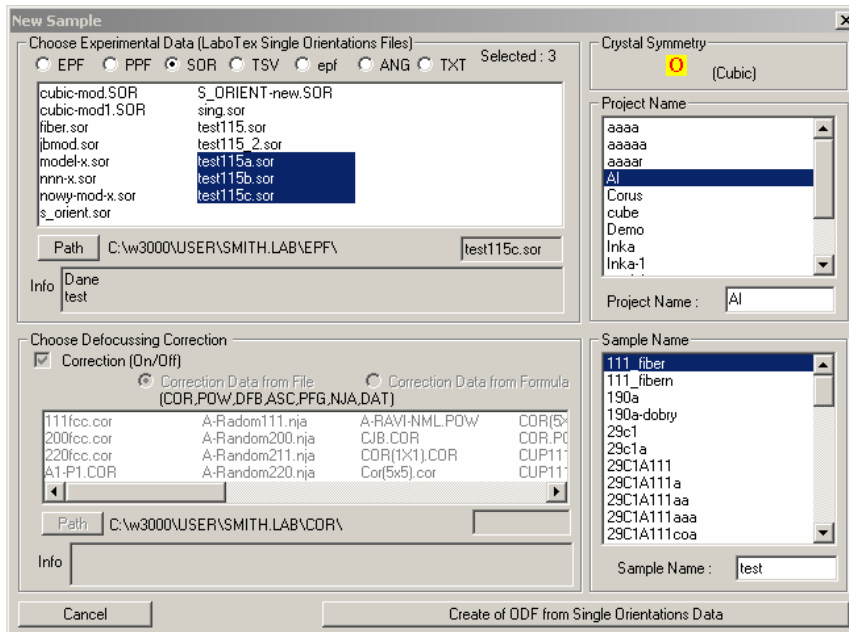 New Sample
Choose Experimental Data (LaboTex Single Orientations Files)
EPF PPF SOR TSV epf ANG TXT Selected : 3
cubic-mod.SOR S_ORIENT-new.SOR
cubic-mod1.SOR sing.sor
fiber.sor test115.sor
jbmod.sor test115_2.sor
model-x.sor test115a.sor
nnn-x.sor test115b.sor
nowy-mod-x.sor test115c.sor
s_orient.sor
Path C:\w3000\USER\SMITH.LAB\EPF\ test115c.sor
Info Dane
test
Crystal Symmetry
O (Cubic)
Project Name
aaaa
aaaaa
aaaar
Al
Corus
cube
Demo
Inka
Inka-1
Project Name : Al
Choose Defocussing Correction
Correction (On/Off)
Correction Data from File Correction Data from Formula
(COR,POW,DFB,ASC,PFG,NJA,DAT)
111fcc.cor A-Radom111.nja A-RAVI-NML.POW COR(5×
200fcc.cor A-Random200.nja CJB.COR COR.PO
220fcc.cor A-Random211.nja COR(1X1).COR CUP111
A1-P1.COR A-Random220.nja Cor(5x5).cor CUP111
Path C:\w3000\USER\SMITH.LAB\COR\
Info
Sample Name
111_fiber
111_fibern
190a
190a-dobry
29c1
29c1a
29C1A111
29C1A111a
29C1A111aa
29C1A111aaa
29C1A111coa
Sample Name : test
Cancel Create of ODF from Single Orientations Data